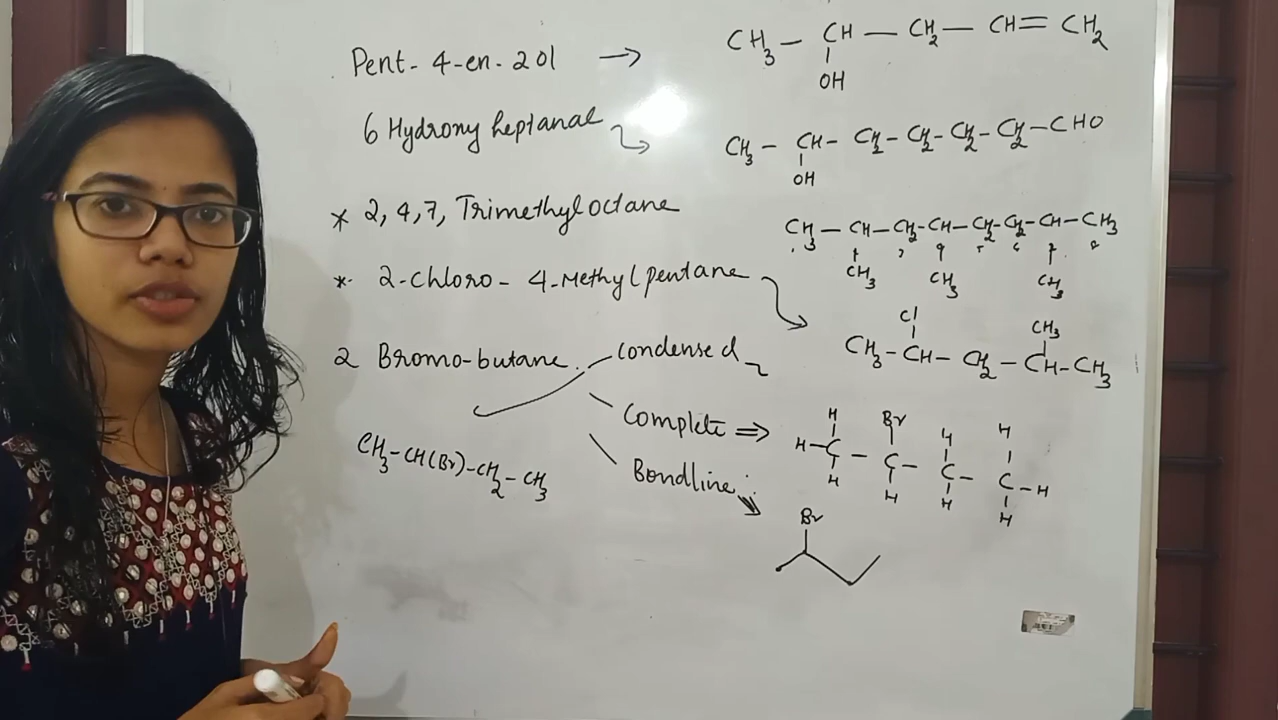 Pent-4-en-2ol → CH3 — CH — CH2 — CH = CH2
OH
6 Hydroxy heptanal CH3 — CH — CH2 — CH2 — CH2 — CH2 — CHO
OH
* 2,4,7, Trimethyl octane
CH3 — CH — CH2 — CH — CH2 — CH2 — CH — CH3
CH3 CH3 CH3
* 2-chloro-4-Methyl pentane
Cl CH3
CH3 — CH — CH2 — CH — CH3
2 Bromo-butane. condensed
Complete ⇒
H Br H H
H — C — C — C — C — H
H H H H
CH3-CH(Br)-CH2-CH3
Bondline
Br